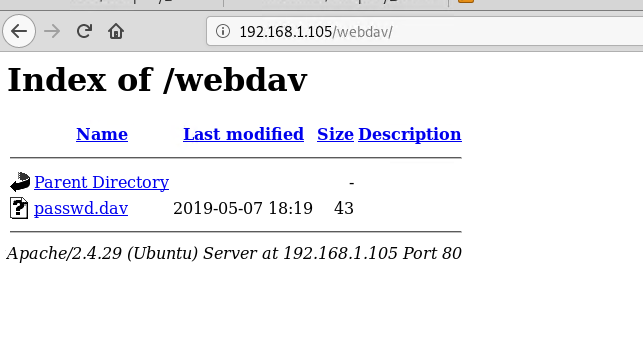 192.168.1.105/webdav/
Index of /webdav
Name Last modified Size Description
Parent Directory -
passwd.dav 2019-05-07 18:19 43
Apache/2.4.29 (Ubuntu) Server at 192.168.1.105 Port 80